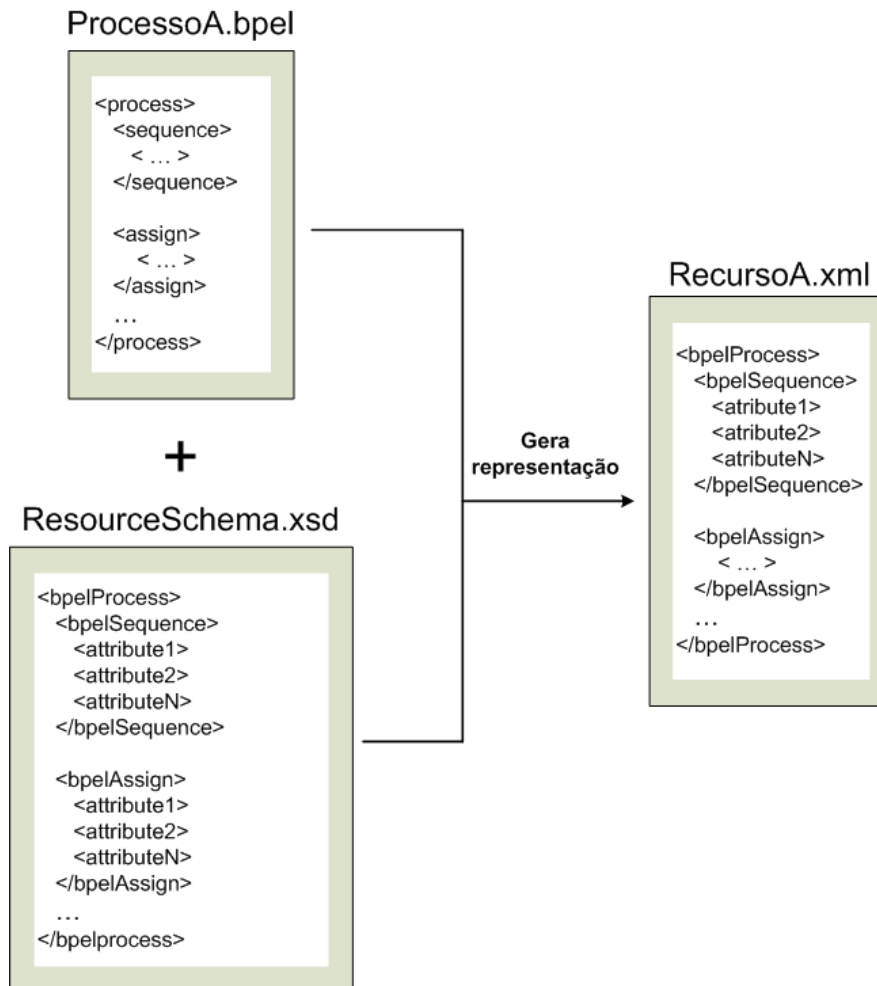 ProcessoA.bpel
<process>
<sequence>
< ... >
</sequence>
<assign>
< ... >
</assign>
...
</process>
+
ResourceSchema.xsd
<bpelProcess>
<bpelSequence>
<attribute1>
<attribute2>
<attributeN>
</bpelSequence>
<bpelAssign>
<attribute1>
<attribute2>
<attributeN>
</bpelAssign>
...
</bpelprocess>
Gera
representação
RecursoA.xml
<bpelProcess>
<bpelSequence>
<atribute1>
<atribute2>
<atributeN>
</bpelSequence>
<bpelAssign>
< ... >
</bpelAssign>
...
</bpelProcess>